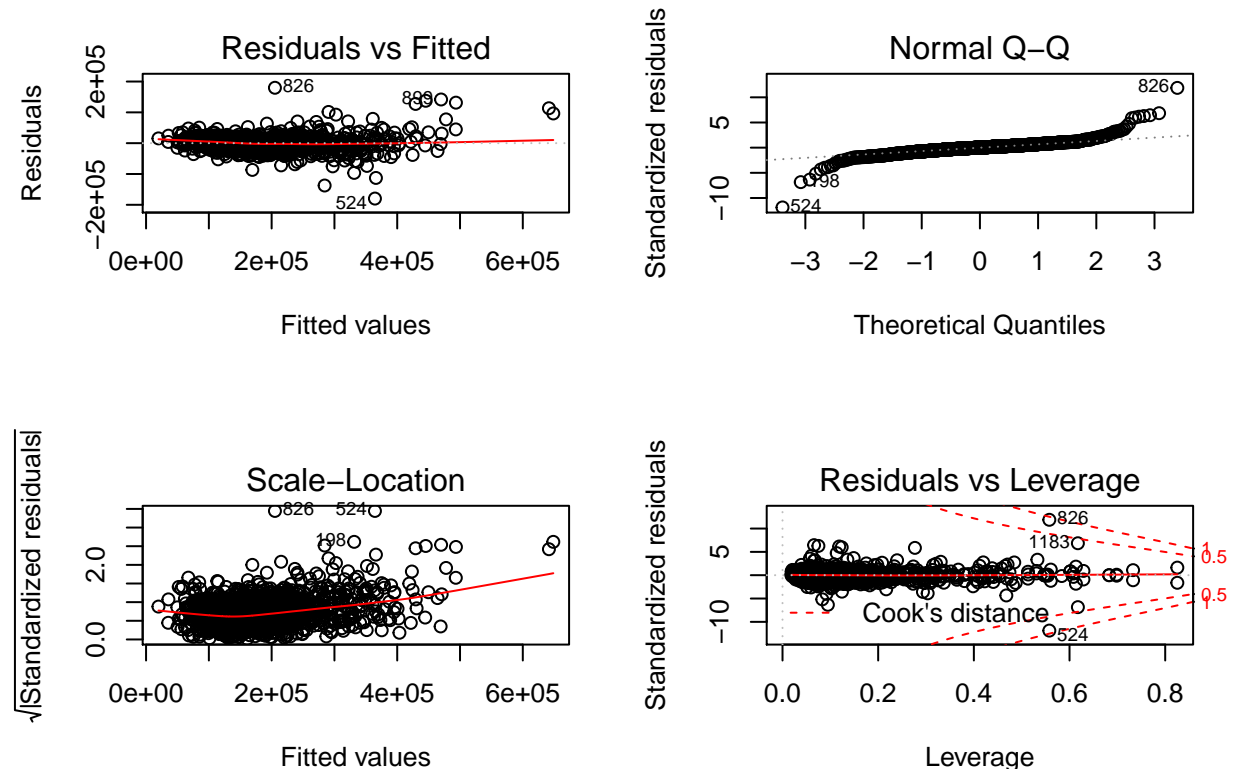 Residuals vs Fitted
Residuals
2e+05
−2e+05
826
899
524
0e+00 2e+05 4e+05 6e+05
Fitted values
Normal Q−Q
Standardized residuals
5
−10
826
198
524
−3 −2 −1 0 1 2 3
Theoretical Quantiles
Scale−Location
√|Standardized residuals|
2.0
0.0
826 524
198
0e+00 2e+05 4e+05 6e+05
Fitted values
Residuals vs Leverage
Standardized residuals
5
−10
826
1183
1
0.5
0.5
1
Cook's distance
524
0.0 0.2 0.4 0.6 0.8
Leverage